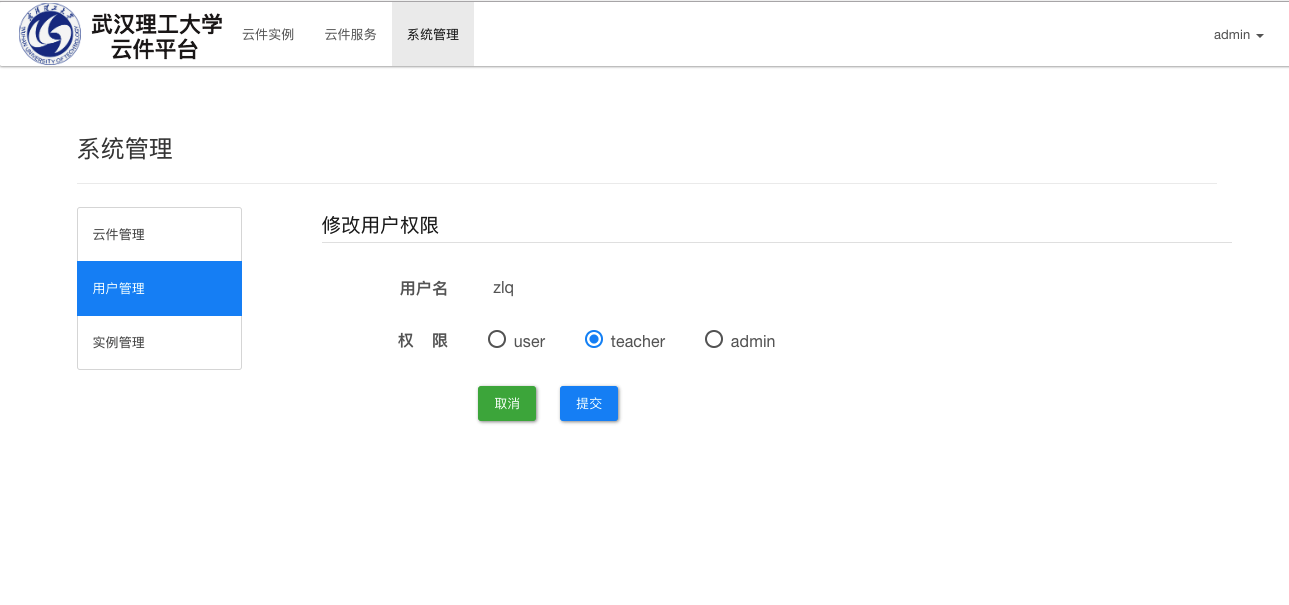 武汉理工大学
云件平台
云件实例 云件服务 系统管理 admin
系统管理
云件管理
用户管理
实例管理
修改用户权限
用户名 zlq
权 限 user teacher admin
取消 提交